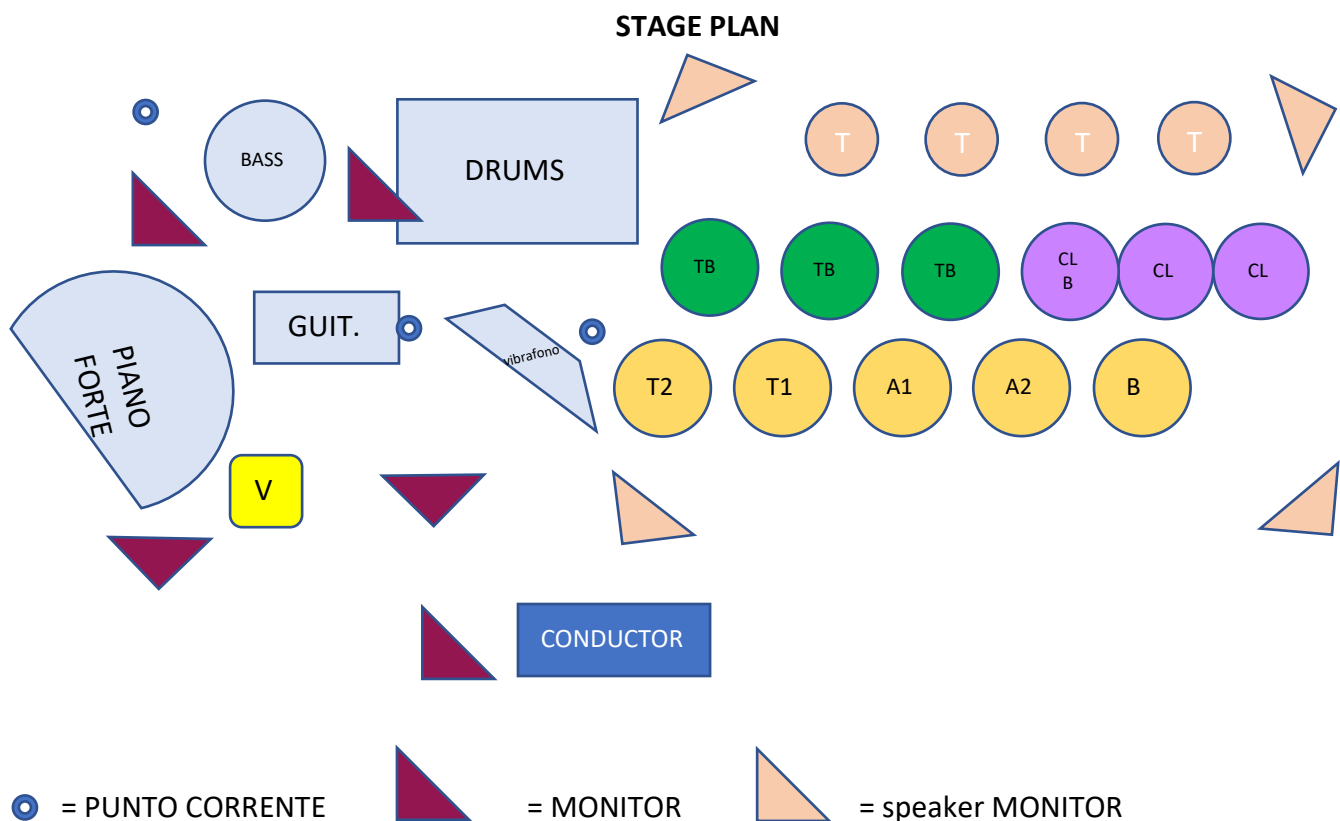 STAGE PLAN
BASS
DRUMS
T
T
T
T
TB
TB
TB
CL
B
CL
CL
PIANO
FORTE
GUIT.
vibrafono
T2
T1
A1
A2
B
V
CONDUCTOR
= PUNTO CORRENTE
= MONITOR
= speaker MONITOR